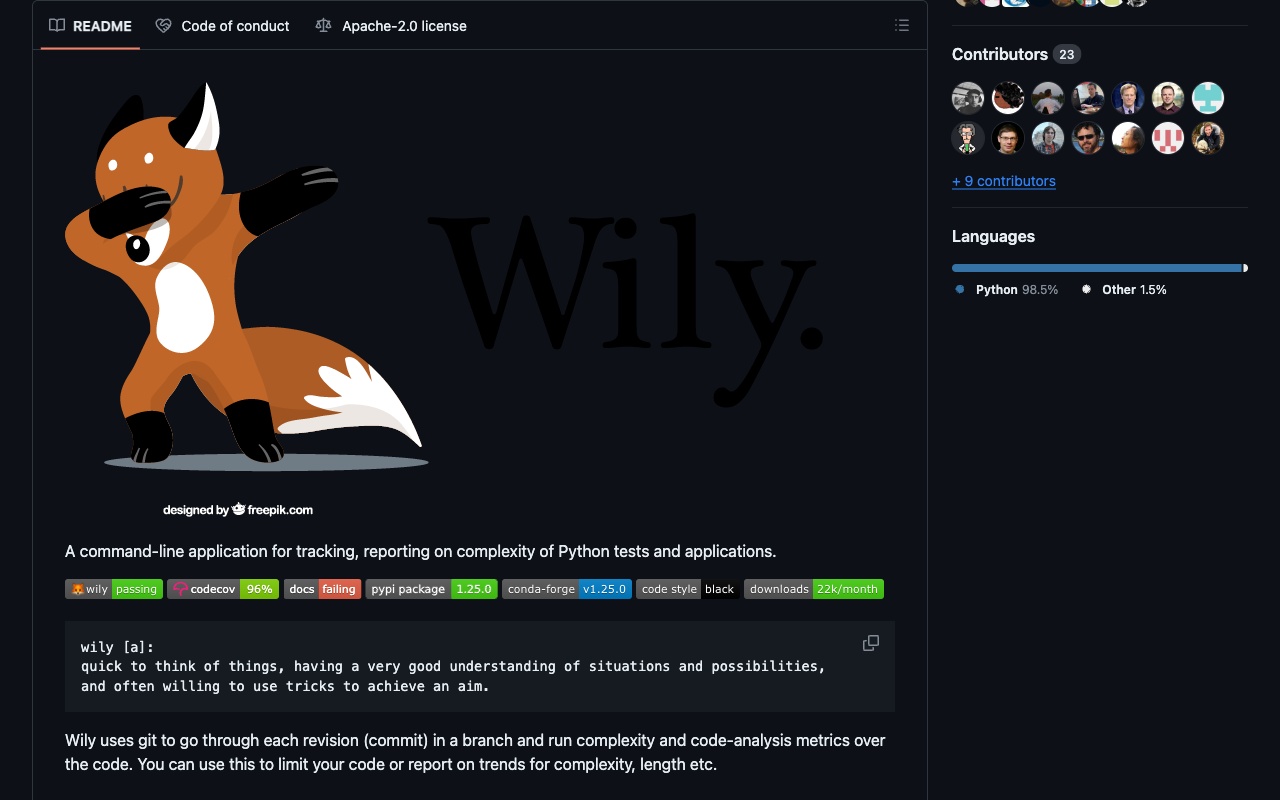 README
Code of conduct
Apache-2.0 license
Wily.
designed by freepik.com
A command-line application for tracking, reporting on complexity of Python tests and applications.
wily passing codecov 96% docs failing pypi package 1.25.0 conda-forge v1.25.0 code style black downloads 22k/month
wily [a]:
quick to think of things, having a very good understanding of situations and possibilities,
and often willing to use tricks to achieve an aim.
Wily uses git to go through each revision (commit) in a branch and run complexity and code-analysis metrics over
the code. You can use this to limit your code or report on trends for complexity, length etc.
Contributors 23
+ 9 contributors
Languages
Python 98.5% Other 1.5%